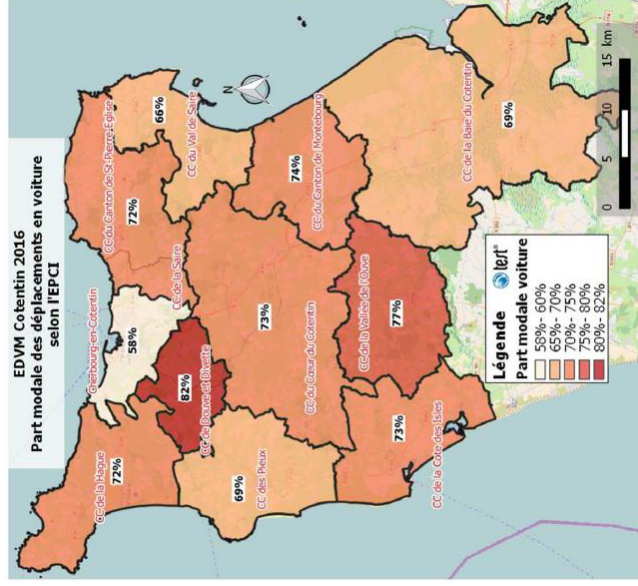 EDVM Cotentin 2016
Part modale des déplacements en voiture
selon l'EPCI
Cherbourg-en-Cotentin
58%
CC de la Hague
72%
CC du Canton de St-Pierre-Eglise
72%
66%
CC du Val de Saire
CC de la Saire
82%
CC de Douve et Divette
69%
CC des Pieux
73%
CC du Cœur du Cotentin
74%
CC du Canton de Montebourg
77%
CC de la Vallée de l'Ouve
73%
CC de la Cote des Isles
69%
CC de la Baie du Cotentin
N
Légende
test
Part modale voiture
58%- 60%
65%- 70%
70%- 75%
75%- 80%
80%- 82%
0 5 10 15 km